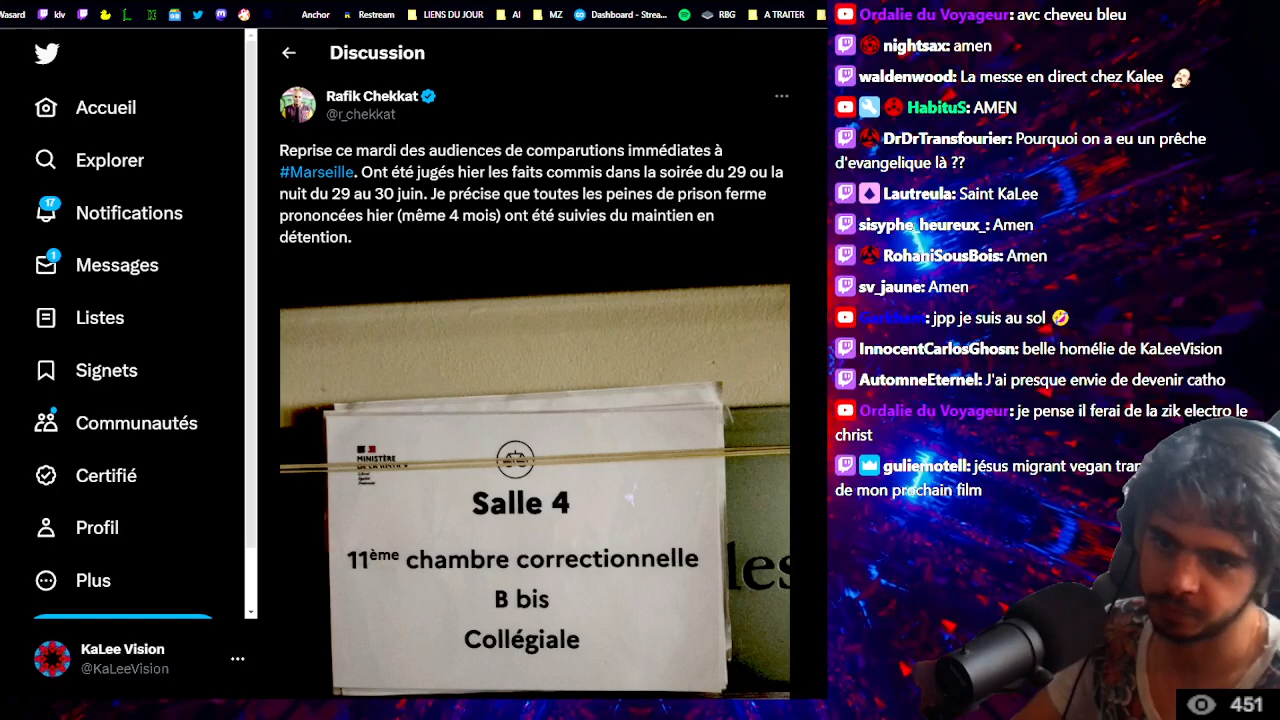 Wasard
klv
Anchor
Restream
LIENS DU JOUR
AI
MZ
Dashboard - Strea...
RBG
A TRAITER
Accueil
Explorer
17
Notifications
1
Messages
Listes
Signets
Communautés
Certifié
Profil
Plus
KaLee Vision
@KaLeeVision
Discussion
Rafik Chekkat
@r_chekkat
Reprise ce mardi des audiences de comparutions immédiates à
#Marseille. Ont été jugés hier les faits commis dans la soirée du 29 ou la
nuit du 29 au 30 juin. Je précise que toutes les peines de prison ferme
prononcées hier (même 4 mois) ont été suivies du maintien en
détention.
MINISTÈRE
Salle 4
11ème chambre correctionnelle
B bis
Collégiale
les
Ordalie du Voyageur: avc cheveu bleu
nightsax: amen
waldenwood: La messe en direct chez Kalee
HabituS: AMEN
DrDrTransfourier: Pourquoi on a eu un prêche
d'evangelique là ??
Lautreula: Saint KaLee
sisyphe_heureux_: Amen
RohaniSousBois: Amen
sv_jaune: Amen
: jpp je suis au sol
InnocentCarlosGhosn: belle homélie de KaLeeVision
AutomneEternel: J'ai presque envie de devenir catho
Ordalie du Voyageur: je pense il ferai de la zik electro le
christ
guliemotell: jésus migrant vegan
de mon prochain film
451